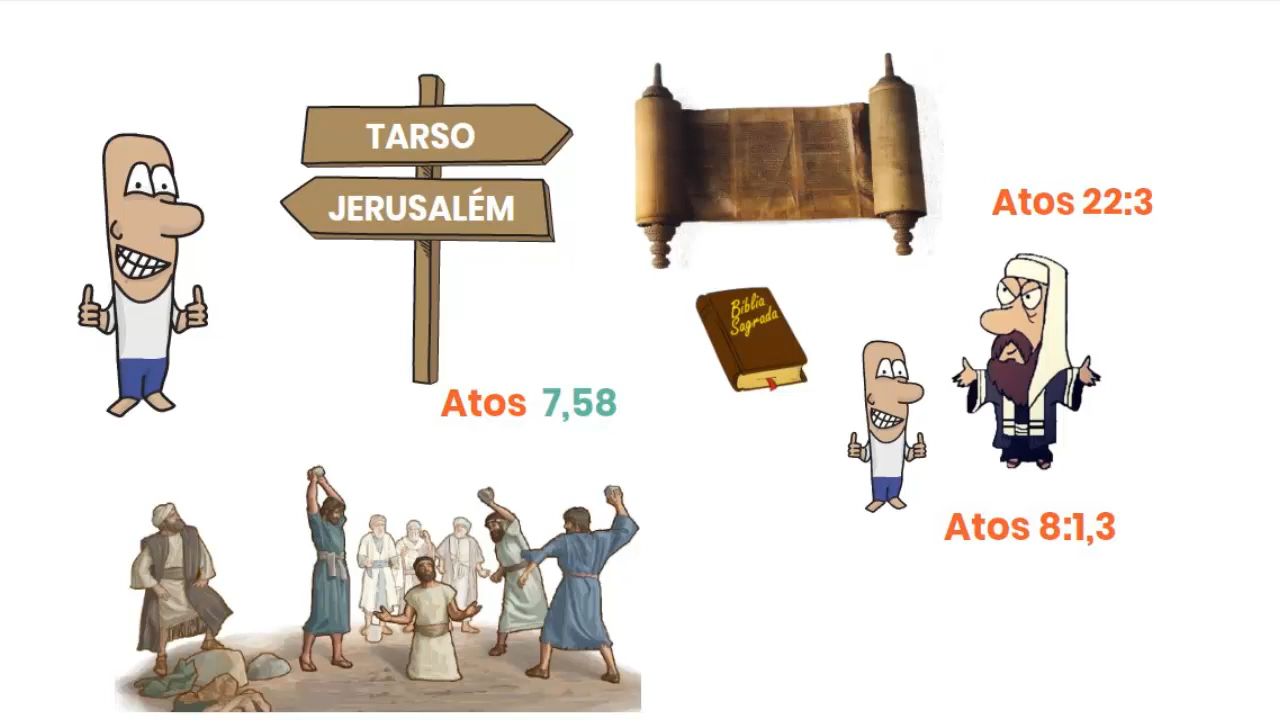 TARSO
JERUSALÉM
Atos 22:3
Bíblia
Sagrada
Atos 7,58
Atos 8:1,3